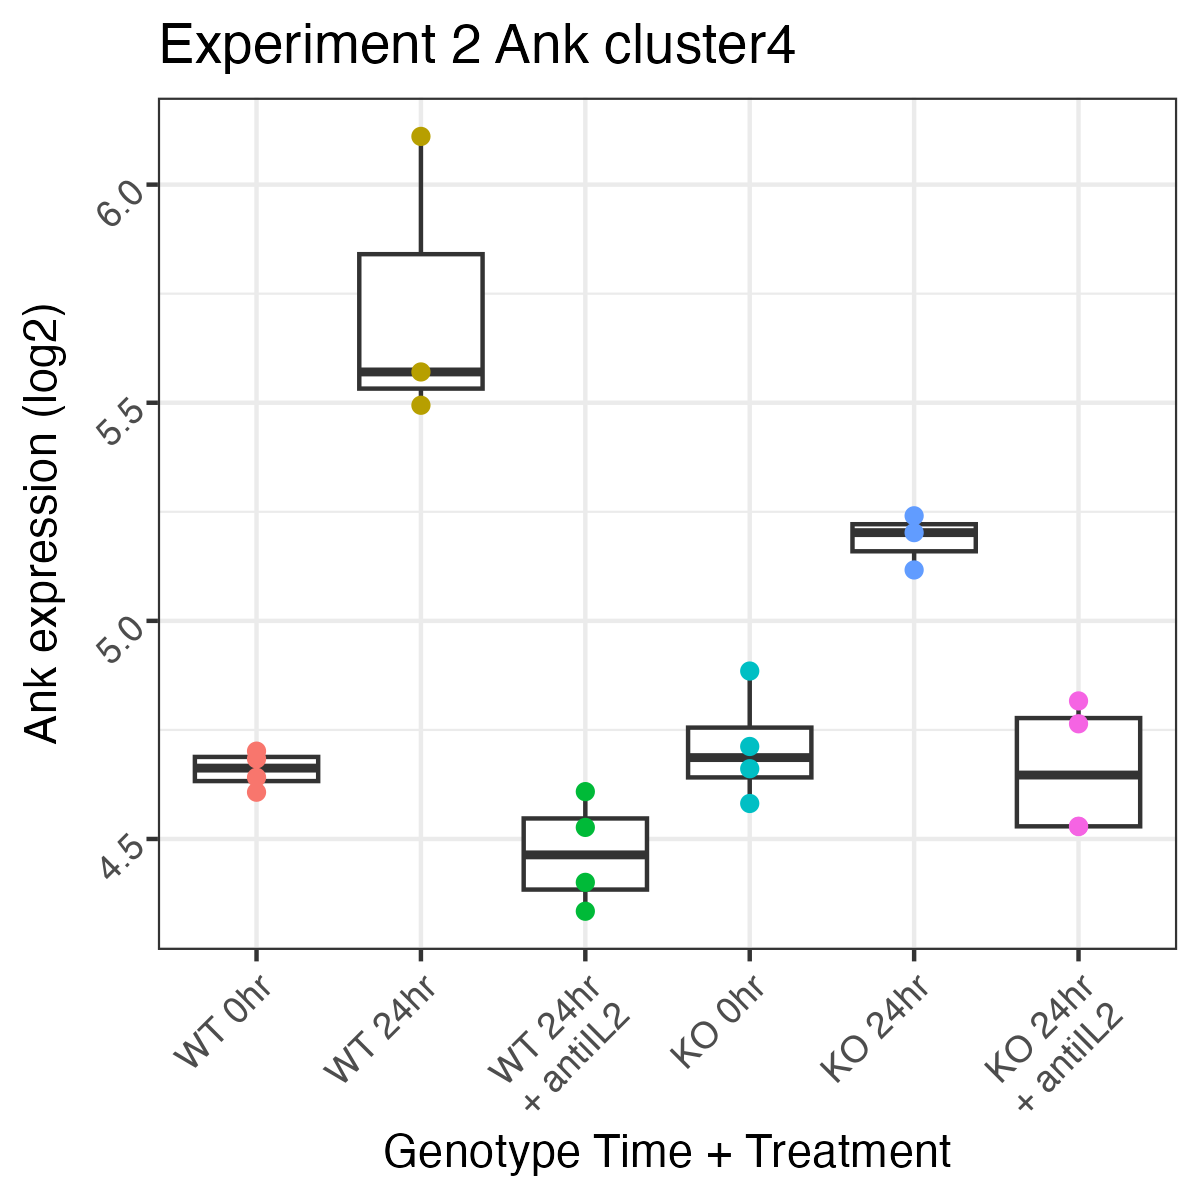 Experiment 2 Ank cluster4
Ank expression (log2)
6.0
5.5
5.0
4.5
WT 0hr
WT 24hr
WT 24hr
+ antiIL2
KO 0hr
KO 24hr
KO 24hr
+ antiIL2
Genotype Time + Treatment